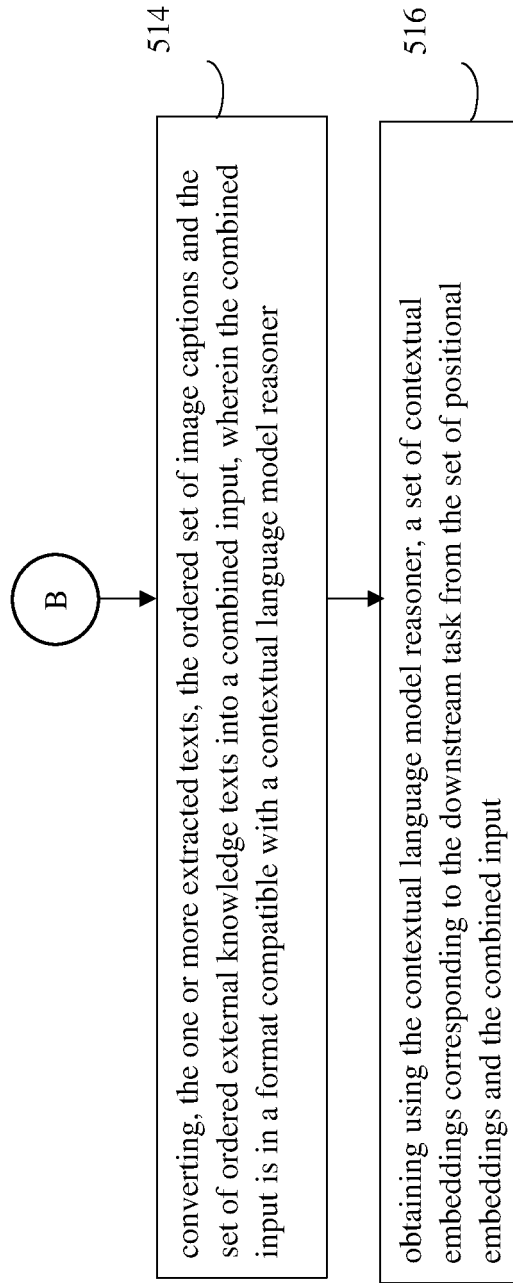 B
514
converting, the one or more extracted texts, the ordered set of image captions and the
set of ordered external knowledge texts into a combined input, wherein the combined
input is in a format compatible with a contextual language model reasoner
516
obtaining using the contextual language model reasoner, a set of contextual
embeddings corresponding to the downstream task from the set of positional
embeddings and the combined input